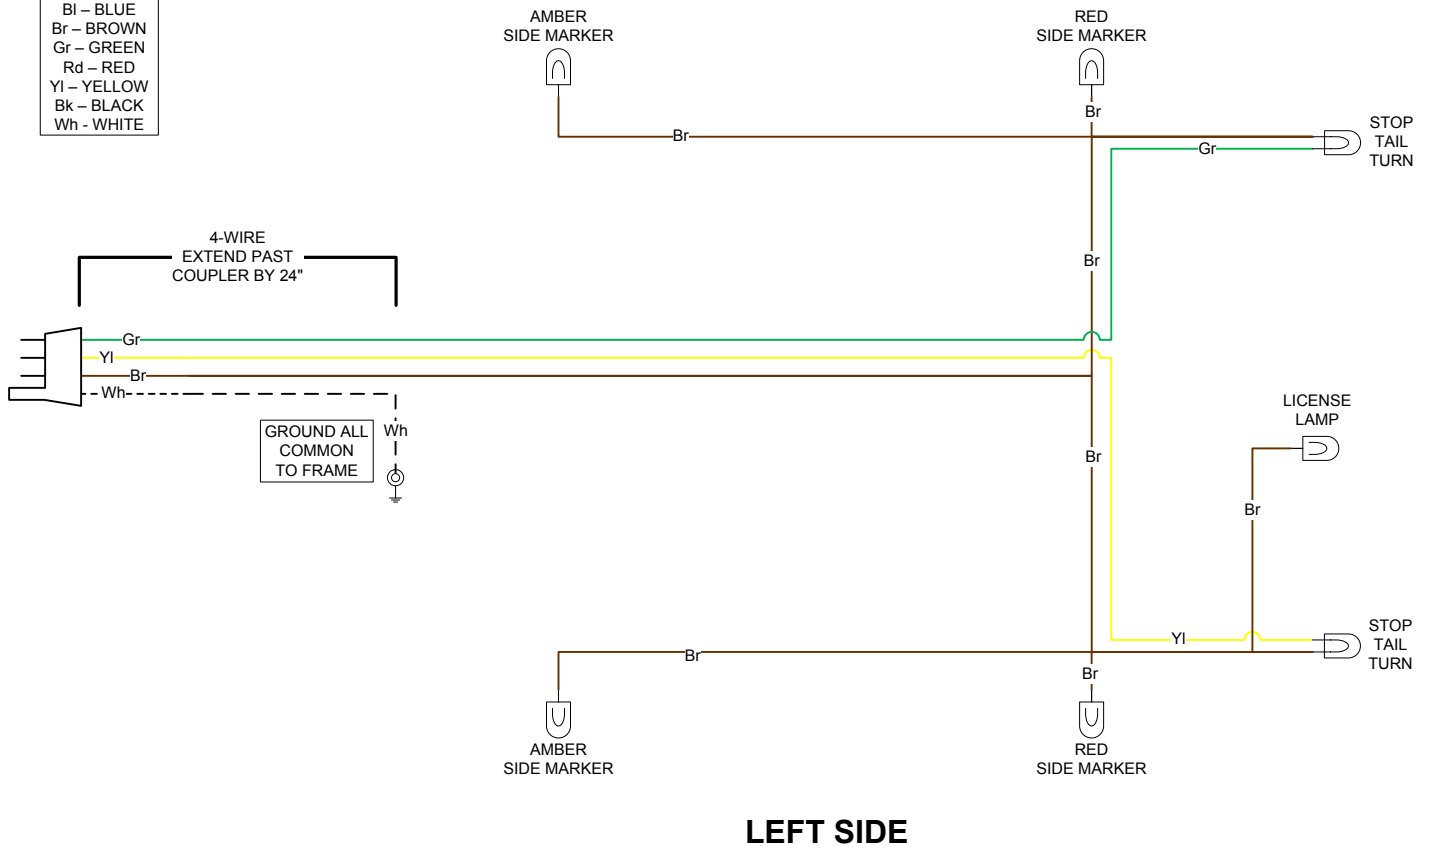 Bl – BLUE
Br – BROWN
Gr – GREEN
Rd – RED
Yl – YELLOW
Bk – BLACK
Wh - WHITE
AMBER
SIDE MARKER
RED
SIDE MARKER
Br
Br
STOP
TAIL
TURN
Gr
4-WIRE
EXTEND PAST
COUPLER BY 24"
Br
Gr
Yl
Br
Wh
GROUND ALL
COMMON
TO FRAME
Wh
Br
LICENSE
LAMP
Br
Yl
STOP
TAIL
TURN
Br
Br
AMBER
SIDE MARKER
RED
SIDE MARKER
LEFT SIDE